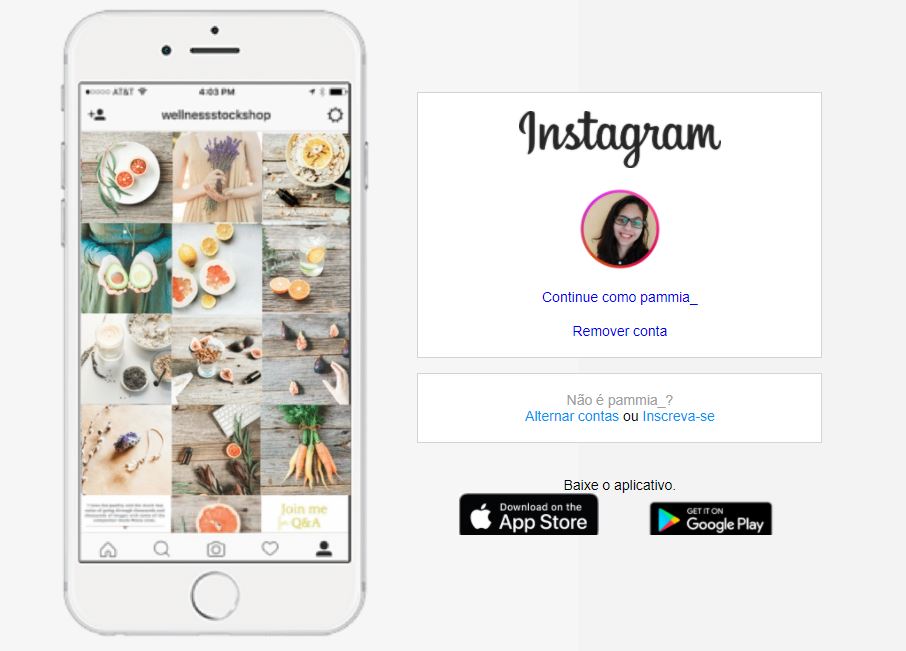 AT&T 4:03 PM
wellnessstockshop
Join me
for Q&A
Instagram
Continue como pammia_
Remover conta
Não é pammia_?
Alternar contas ou Inscreva-se
Baixe o aplicativo.
Download on the
App Store
GET IT ON
Google Play